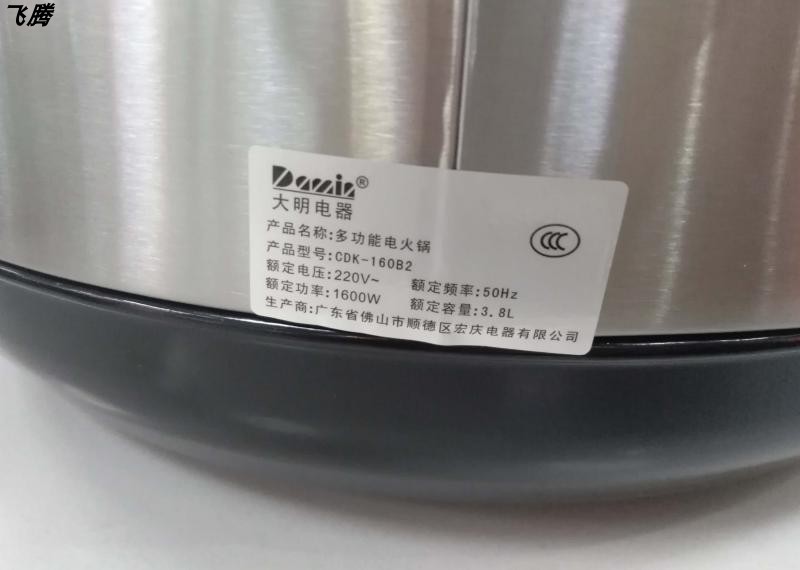 飞腾
Damin®
大明电器
产品名称:多功能电火锅
产品型号:CDK-160B2
额定电压:220V~ 额定频率:50Hz
额定功率:1600W 额定容量:3.8L
生产商:广东省佛山市顺德区宏庆电器有限公司
CCC